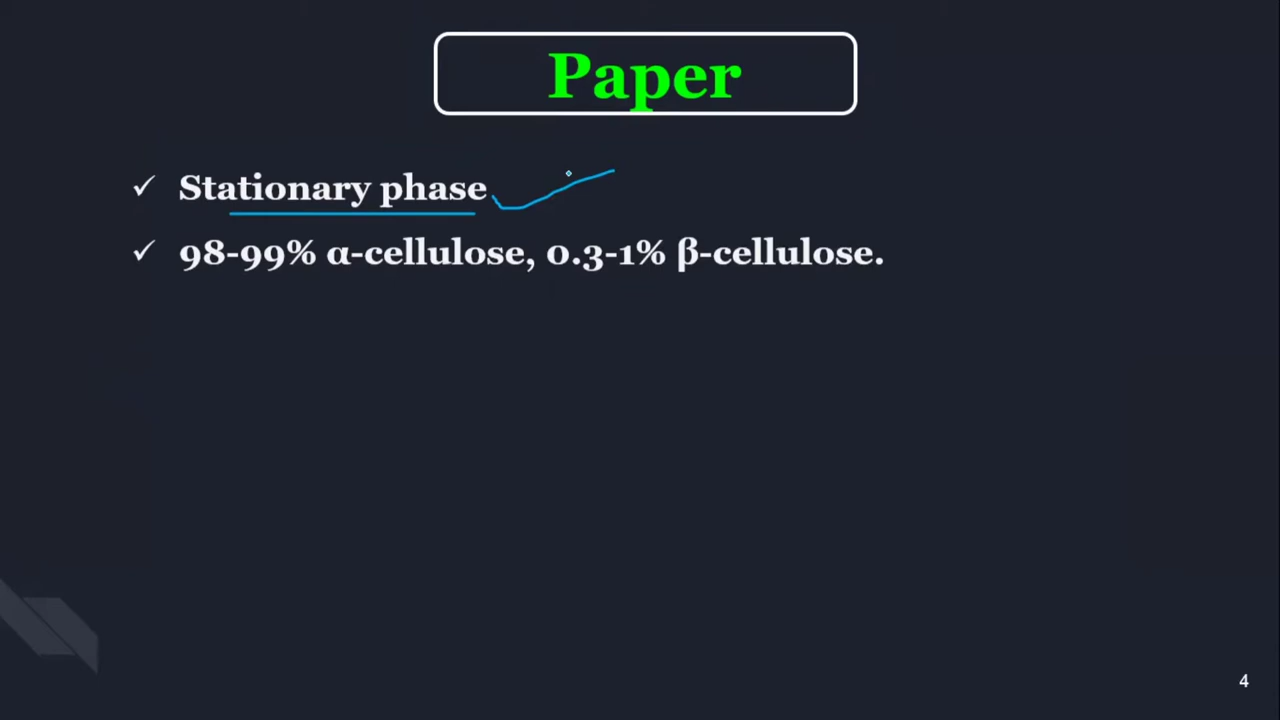 Paper
✓ Stationary phase
✓ 98-99% α-cellulose, 0.3-1% β-cellulose.
4